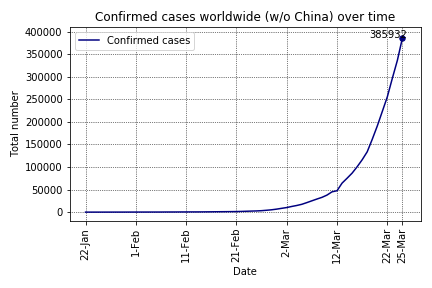 Confirmed cases worldwide (w/o China) over time
400000
350000
300000
250000
200000
150000
100000
50000
0
Total number
Confirmed cases
385932
22-Jan
1-Feb
11-Feb
21-Feb
2-Mar
12-Mar
22-Mar
25-Mar
Date